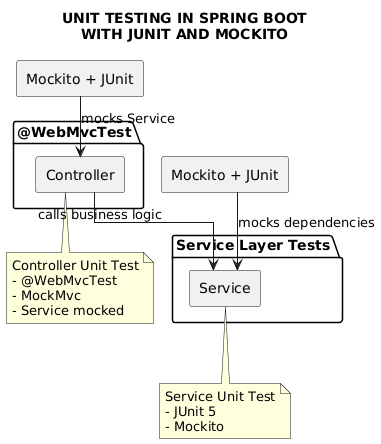 UNIT TESTING IN SPRING BOOT
WITH JUNIT AND MOCKITO
Mockito + JUnit
mocks Service
@WebMvcTest
Controller
Mockito + JUnit
calls business logic
mocks dependencies
Service Layer Tests
Service
Controller Unit Test
- @WebMvcTest
- MockMvc
- Service mocked
Service Unit Test
- JUnit 5
- Mockito